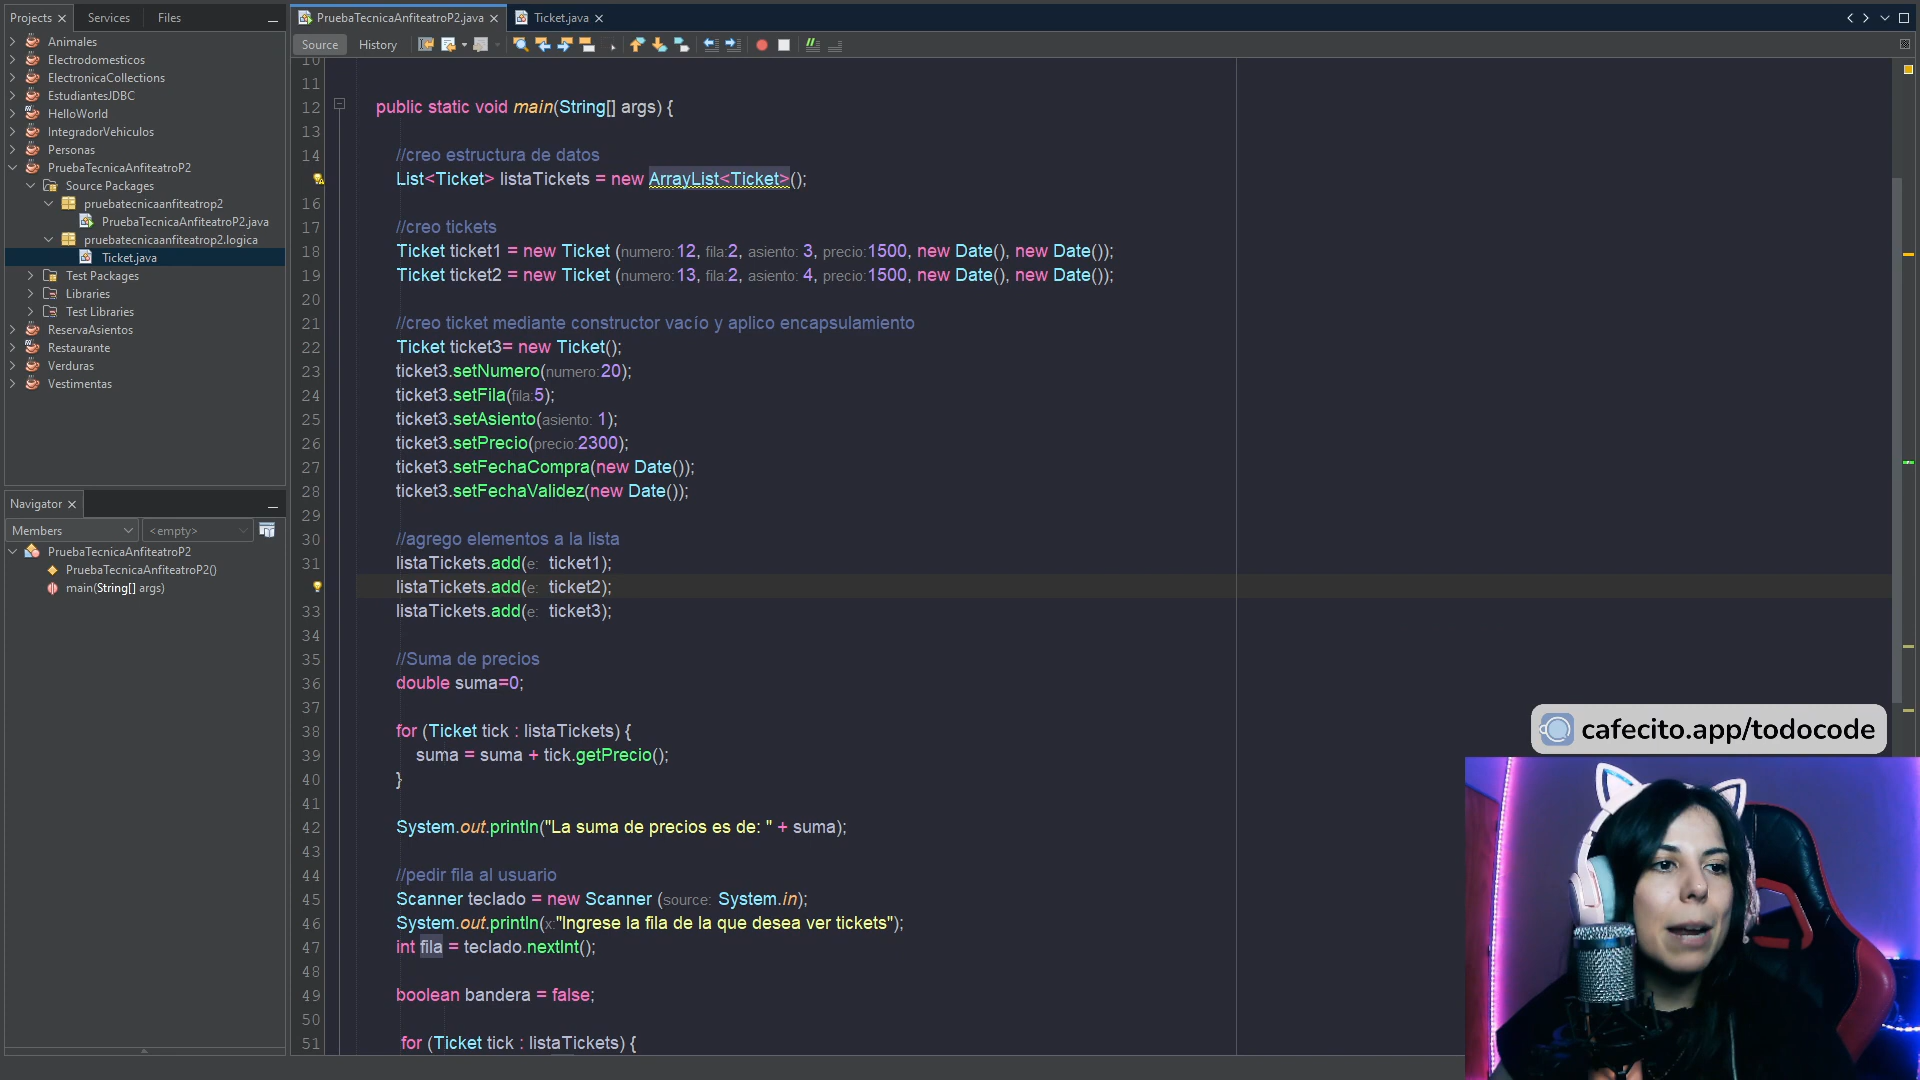 Projects
Services
Files
Animales
Electrodomesticos
ElectronicaCollections
EstudiantesJDBC
HelloWorld
IntegradorVehiculos
Personas
PruebaTecnicaAnfiteatroP2
Source Packages
pruebatecnicaanfiteatrop2
PruebaTecnicaAnfiteatroP2.java
pruebatecnicaanfiteatrop2.logica
Ticket.java
Test Packages
Libraries
Test Libraries
ReservaAsientos
Restaurante
Verduras
Vestimentas
Navigator
Members
<empty>
PruebaTecnicaAnfiteatroP2
PruebaTecnicaAnfiteatroP2()
main(String[] args)
PruebaTecnicaAnfiteatroP2.java
Ticket.java
Source
History
10
11
12 public static void main(String[] args) {
13
14 //creo estructura de datos
List<Ticket> listaTickets = new ArrayList<Ticket>();
16
17 //creo tickets
18 Ticket ticket1 = new Ticket (numero:12, fila:2, asiento: 3, precio:1500, new Date(), new Date());
19 Ticket ticket2 = new Ticket (numero:13, fila:2, asiento: 4, precio:1500, new Date(), new Date());
20
21 //creo ticket mediante constructor vacío y aplico encapsulamiento
22 Ticket ticket3= new Ticket();
23 ticket3.setNumero(numero:20);
24 ticket3.setFila(fila:5);
25 ticket3.setAsiento(asiento: 1);
26 ticket3.setPrecio(precio:2300);
27 ticket3.setFechaCompra(new Date());
28 ticket3.setFechaValidez(new Date());
29
30 //agrego elementos a la lista
31 listaTickets.add(e: ticket1);
listaTickets.add(e: ticket2);
33 listaTickets.add(e: ticket3);
34
35 //Suma de precios
36 double suma=0;
37
38 for (Ticket tick : listaTickets) {
39 suma = suma + tick.getPrecio();
40 }
41
42 System.out.println("La suma de precios es de: " + suma);
43
44 //pedir fila al usuario
45 Scanner teclado = new Scanner (source: System.in);
46 System.out.println(x:"Ingrese la fila de la que desea ver tickets");
47 int fila = teclado.nextInt();
48
49 boolean bandera = false;
50
51 for (Ticket tick : listaTickets) {
cafecito.app/todocode